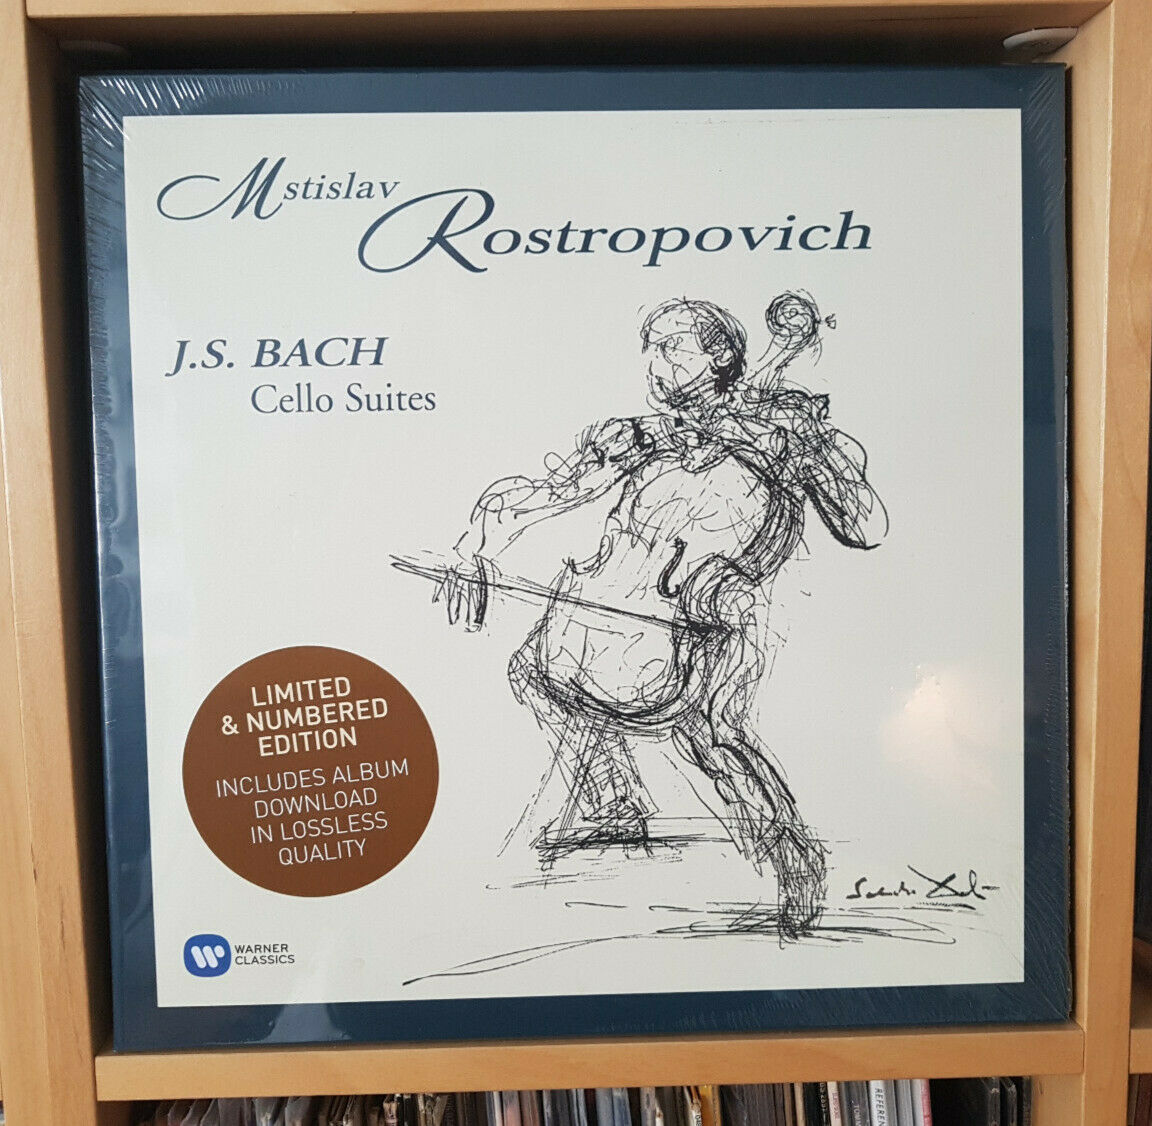 Mstislav
Rostropovich
J.S. BACH
Cello Suites
LIMITED
& NUMBERED
EDITION
INCLUDES ALBUM
DOWNLOAD
IN LOSSLESS
QUALITY
WARNER
CLASSICS